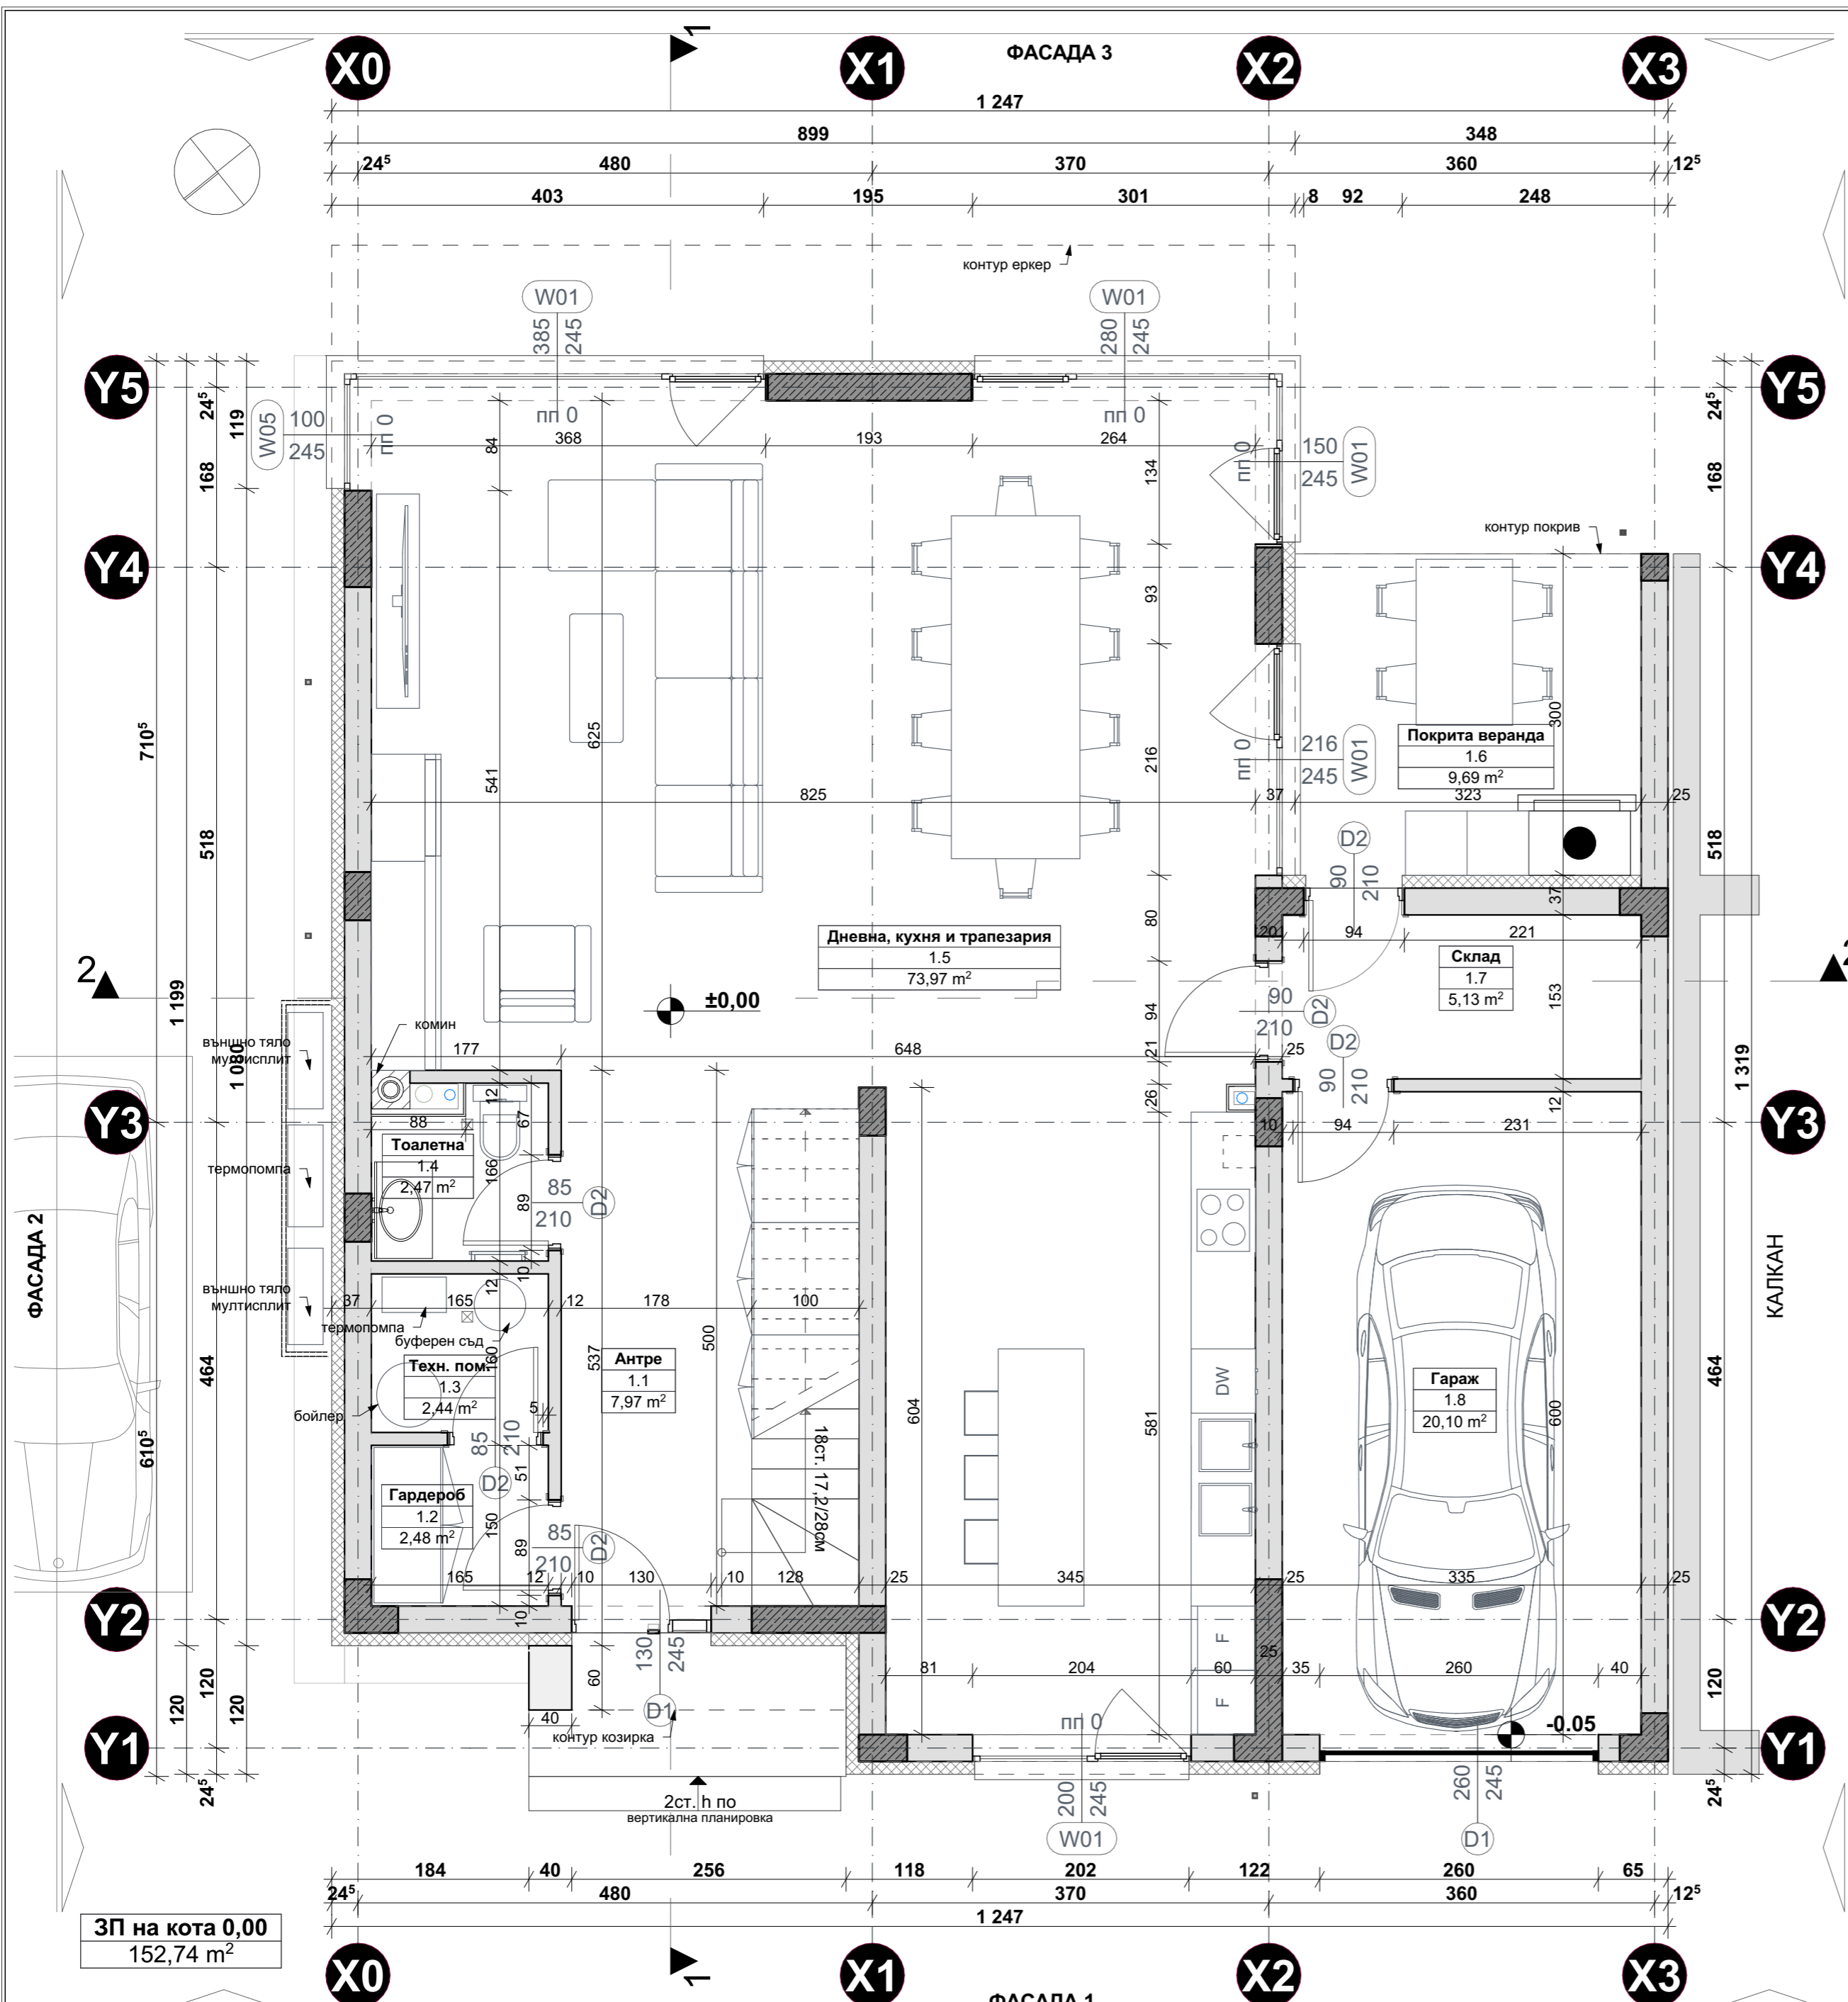 1
ФАСАДА 3
X0 X1 X2 X3
1 247
899 348
24⁵ 480 370 360 12⁵
403 195 301 8 92 248
контур еркер
W01 W01
385 245 280 245
Y5 Y5
24⁵ 119 24⁵
W05 100 245 пп 0
пп 0 пп 0
368 193 264
84 134
пп 0 150 245 W01
168 168
контур покрив
Y4 Y4
93
300
710⁵
625
541
216
пп 0 216 245 W01
Покрита веранда
1.6
9,69 m²
825 37 323 25
518 518
D2
90 210
37
80
20 94 221
Дневна, кухня и трапезария
1.5
73,97 m²
Склад
1.7
5,13 m²
153
2 2
±0,00
1 199
94
90 210 D2
комин
външно тяло
мултисплит
1 080
177 648 21 25
D2
90 210
1 319
12 26 12
Y3 Y3
88 67 10 94 231
Тоалетна
1.4
2,47 m²
166
термопомпа
89
85 210 D2
ФАСАДА 2
КАЛКАН
10
12
външно тяло
мултисплит
37 165 12 178 100
термопомпа
буферен съд
500
Техн. пом.
1.3
2,44 m²
160
537
Антре
1.1
7,97 m²
DW
Гараж
1.8
20,10 m²
600
464 464
бойлер
5
604
581
85 210
D2
51
18ст. 17,2/28см
610⁵
Гардероб
1.2
2,48 m²
150
89
85 210 D2
165 12 10 130 10 128 25 345 25 335 25
10
Y2 Y2
130 245
F
25
60
81 204 60 35 260 40
120 120 120 120
F
D1
40
контур козирка
пп 0
-0.05
Y1 Y1
24⁵ 24⁵
200 245 260 245
2ст. h по
вертикална планировка
W01 D1
184 40 256 118 202 122 260 65
24⁵ 480 370 360 12⁵
1 247
ЗП на кота 0,00
152,74 m²
1
X0 X1 X2 X3
ФАСАДА 1